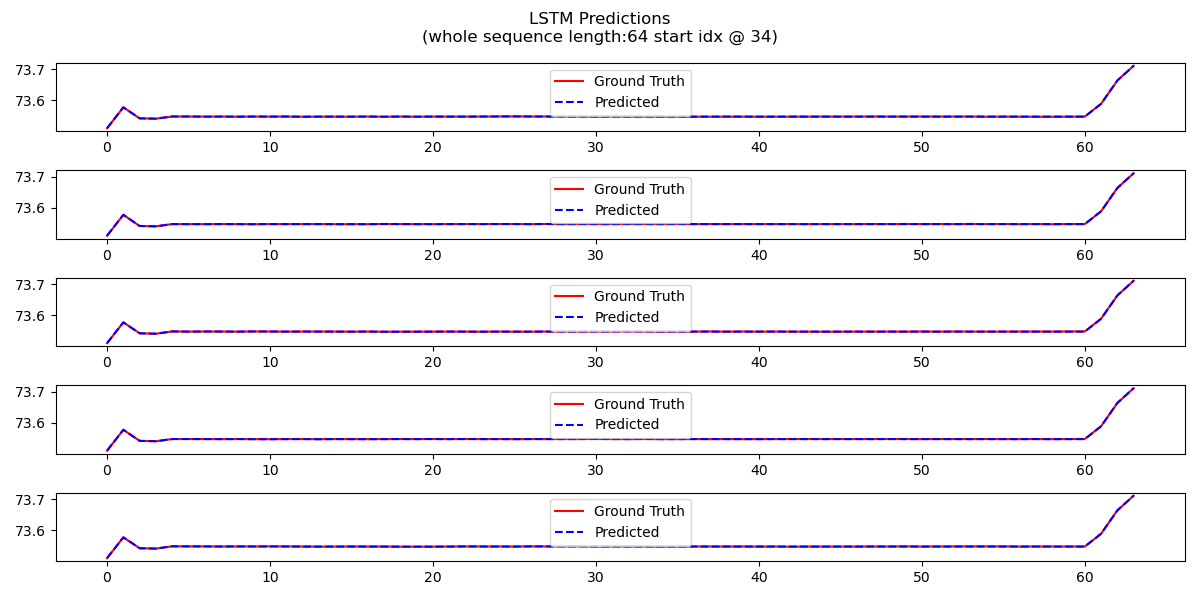 LSTM Predictions
(whole sequence length:64 start idx @ 34)
73.7
73.6
Ground Truth
Predicted
0 10 20 30 40 50 60
73.7
73.6
Ground Truth
Predicted
0 10 20 30 40 50 60
73.7
73.6
Ground Truth
Predicted
0 10 20 30 40 50 60
73.7
73.6
Ground Truth
Predicted
0 10 20 30 40 50 60
73.7
73.6
Ground Truth
Predicted
0 10 20 30 40 50 60